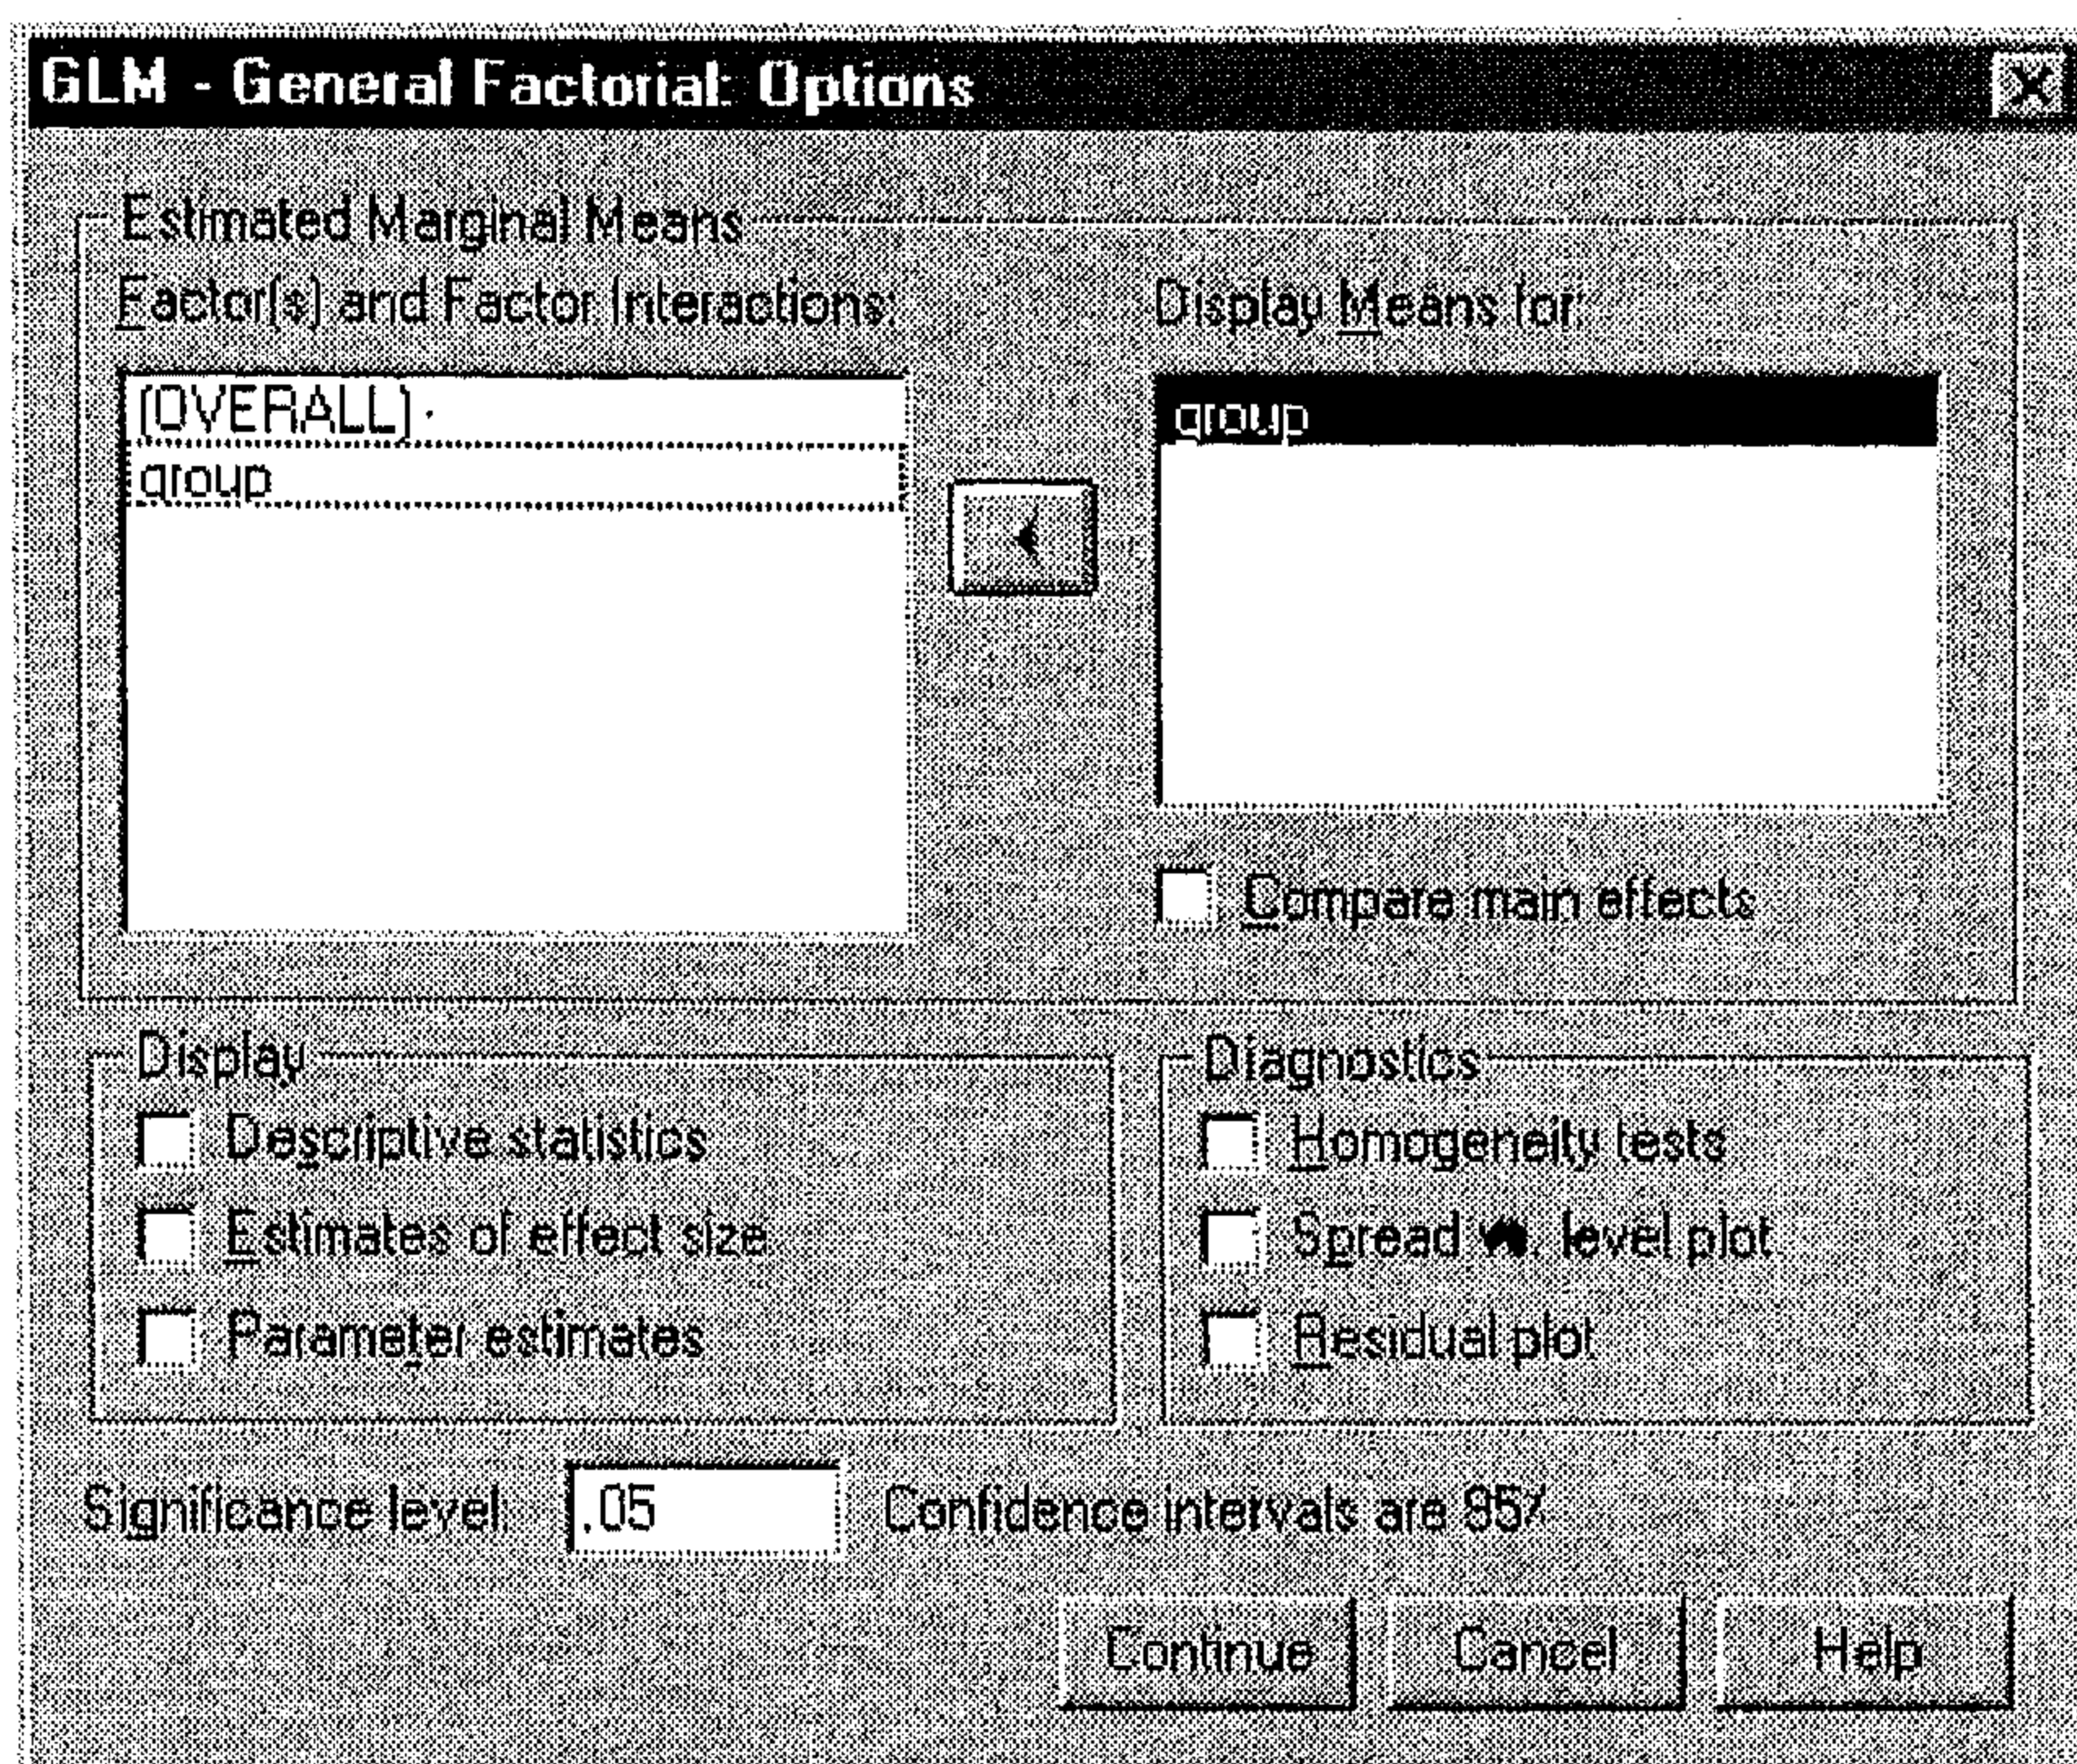 GLM - General Factorial: Options
Estimated Marginal Means
Factor(s) and Factor Interactions:
Display Means for:
(OVERALL)
group
group
Compare main effects
Display
Descriptive statistics
Estimates of effect size
Parameter estimates
Diagnostics
Homogeneity tests
Spread vs. level plot
Residual plot
Significance level: .05 Confidence intervals are 95%
Continue Cancel Help